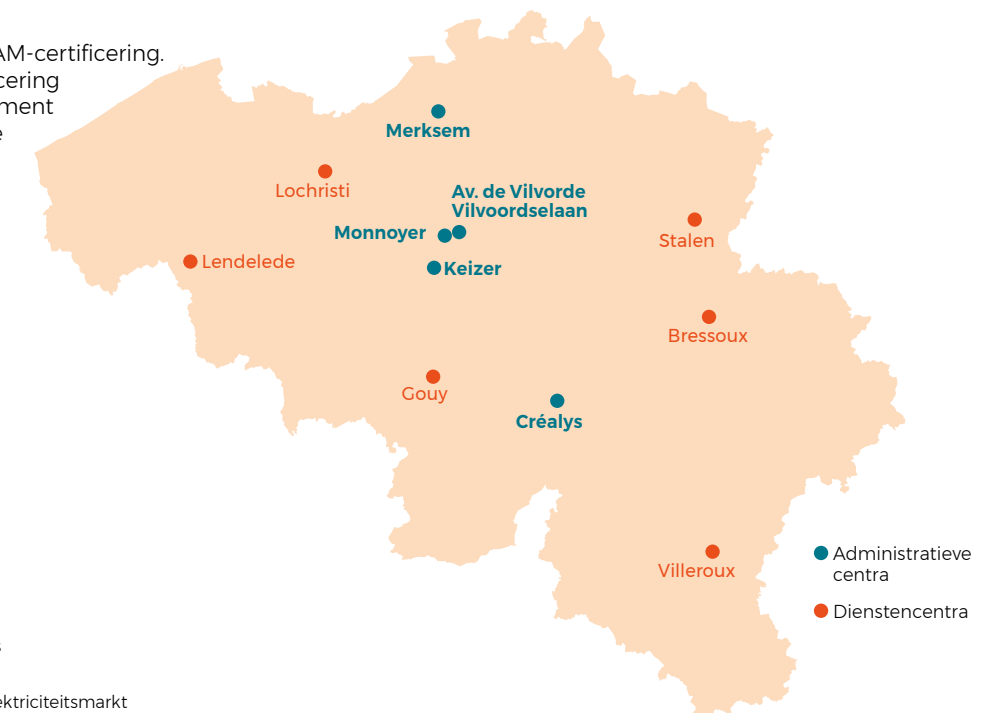 AM-certificering.
cering
ment
e
Merksem
Lochristi
Av. de Vilvorde
Vilvoordselaan
Monnoyer
Stalen
Lendelede
Keizer
Bressoux
Gouy
Créalys
Villeroux
Administratieve
centra
Dienstencentra
s
ektriciteitsmarkt